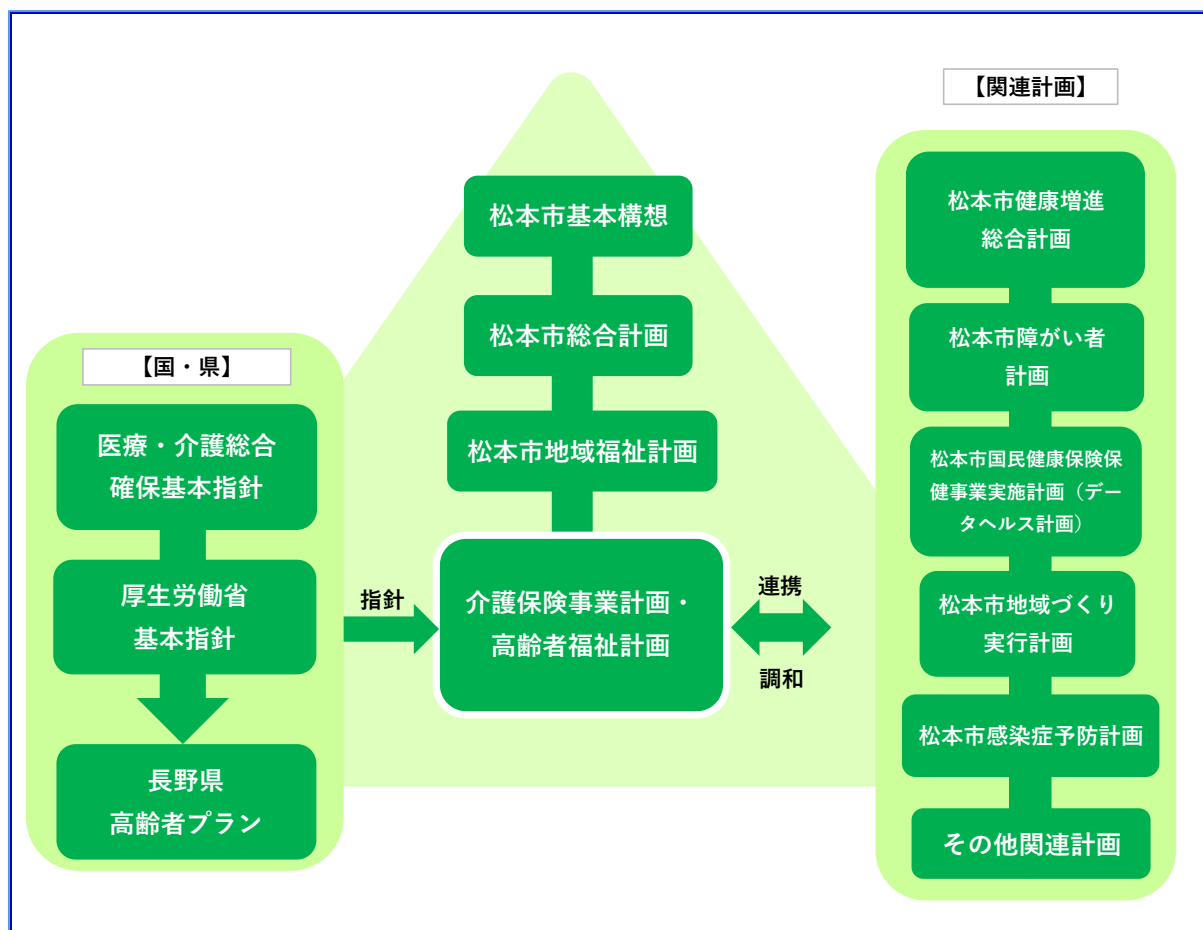 【国・県】
医療・介護総合
確保基本指針
厚生労働省
基本指針
長野県
高齢者プラン
指針
松本市基本構想
松本市総合計画
松本市地域福祉計画
介護保険事業計画・
高齢者福祉計画
連携
調和
【関連計画】
松本市健康増進
総合計画
松本市障がい者
計画
松本市国民健康保険保
健事業実施計画（デー
タヘルス計画）
松本市地域づくり
実行計画
松本市感染症予防計画
その他関連計画